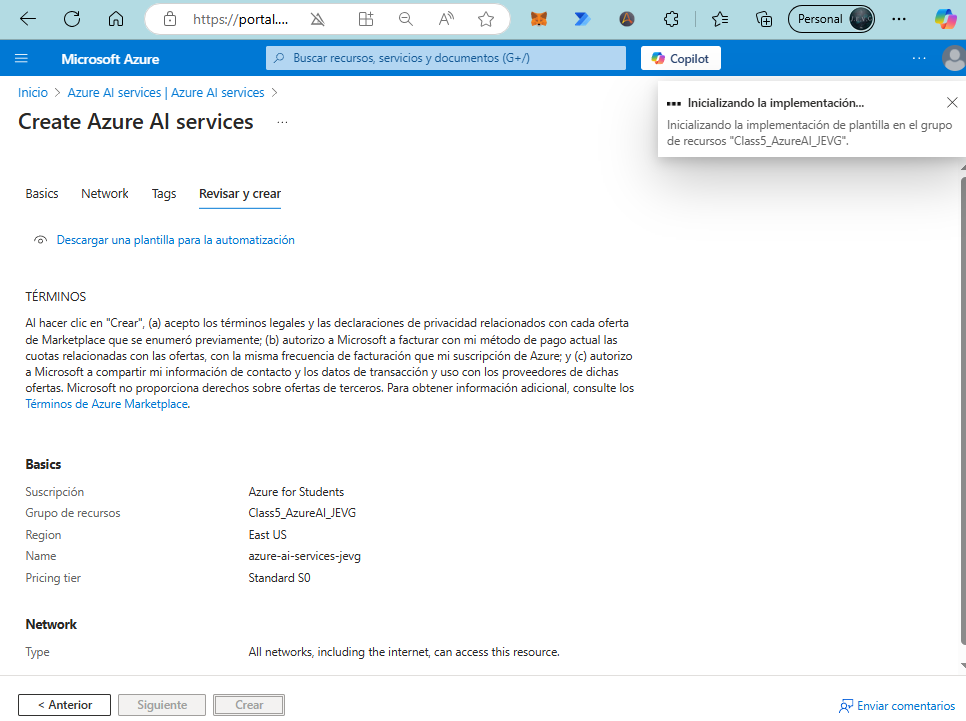 https://portal....
Personal
Microsoft Azure
Buscar recursos, servicios y documentos (G+/)
Copilot
Inicio > Azure AI services | Azure AI services >
Create Azure AI services ...
Inicializando la implementación...
Inicializando la implementación de plantilla en el grupo
de recursos "Class5_AzureAI_JEVG".
Basics Network Tags Revisar y crear
Descargar una plantilla para la automatización
TÉRMINOS
Al hacer clic en "Crear", (a) acepto los términos legales y las declaraciones de privacidad relacionados con cada oferta
de Marketplace que se enumeró previamente; (b) autorizo a Microsoft a facturar con mi método de pago actual las
cuotas relacionadas con las ofertas, con la misma frecuencia de facturación que mi suscripción de Azure; y (c) autorizo
a Microsoft a compartir mi información de contacto y los datos de transacción y uso con los proveedores de dichas
ofertas. Microsoft no proporciona derechos sobre ofertas de terceros. Para obtener información adicional, consulte los
Términos de Azure Marketplace.
Basics
Suscripción Azure for Students
Grupo de recursos Class5_AzureAI_JEVG
Region East US
Name azure-ai-services-jevg
Pricing tier Standard S0
Network
Type All networks, including the internet, can access this resource.
< Anterior Siguiente Crear Enviar comentarios